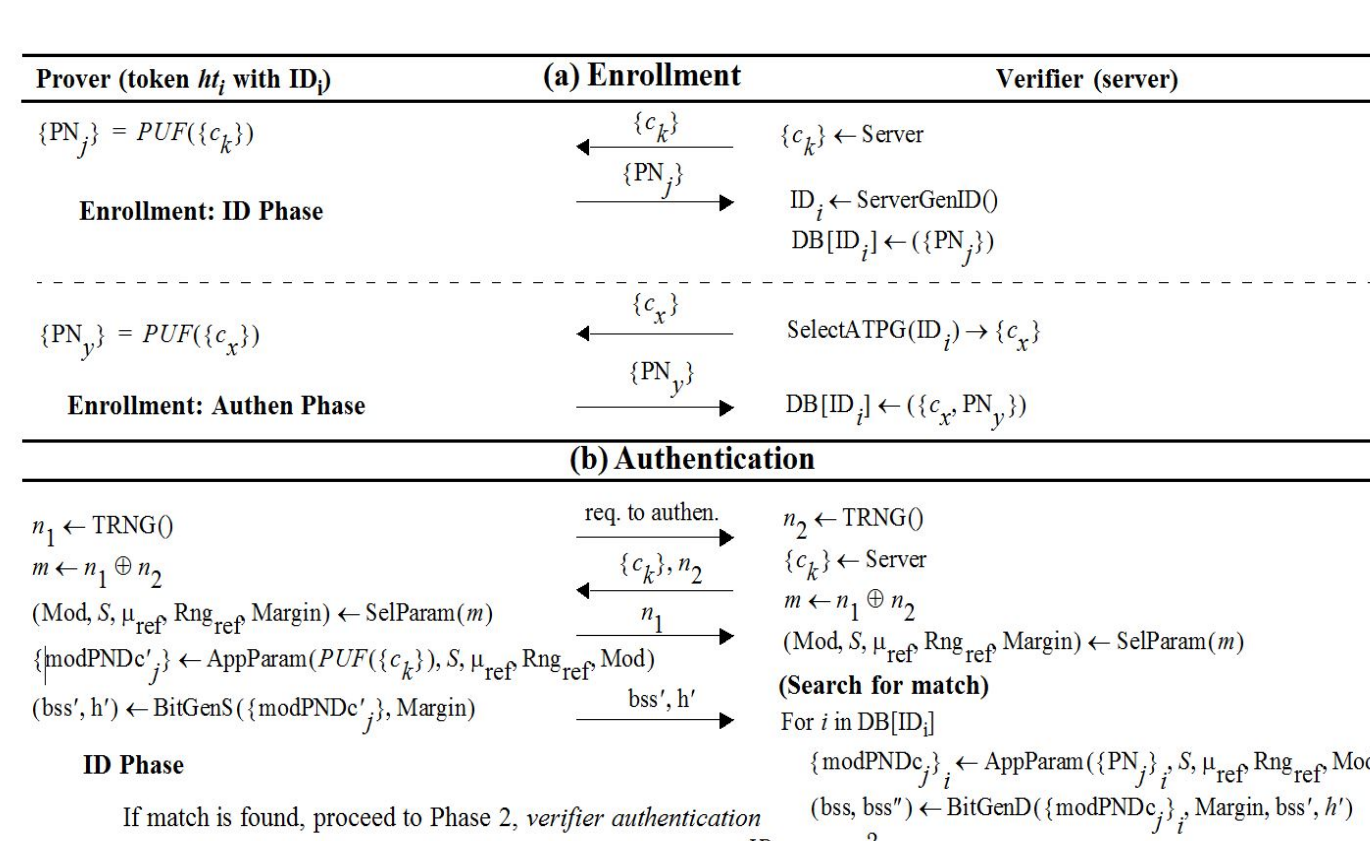 Prover (token ht_i with ID_i) (a) Enrollment Verifier (server)
{PN_j} = PUF({c_k}) {c_k} {c_k} ← Server
{PN_j}
Enrollment: ID Phase ID_i ← ServerGenID()
DB[ID_i] ← ({PN_j})
{c_x}
{PN_y} = PUF({c_x}) SelectATPG(ID_i) → {c_x}
{PN_y}
Enrollment: Authen Phase DB[ID_i] ← ({c_x, PN_y})
(b) Authentication
n_1 ← TRNG() req. to authen. n_2 ← TRNG()
m ← n_1 ⊕ n_2 {c_k}, n_2 {c_k} ← Server
n_1 m ← n_1 ⊕ n_2
(Mod, S, μ_ref, Rng_ref, Margin) ← SelParam(m) (Mod, S, μ_ref, Rng_ref, Margin) ← SelParam(m)
{modPNDc′_j} ← AppParam(PUF({c_k}), S, μ_ref, Rng_ref, Mod) (Search for match)
(bss′, h′) ← BitGenS({modPNDc′_j}, Margin) bss′, h′ For i in DB[ID_i]
ID Phase {modPNDc_j}_i ← AppParam({PN_j}_i, S, μ_ref, Rng_ref, Mod
If match is found, proceed to Phase 2, verifier authentication (bss, bss″) ← BitGenD({modPNDc_j}_i, Margin, bss′, h′)